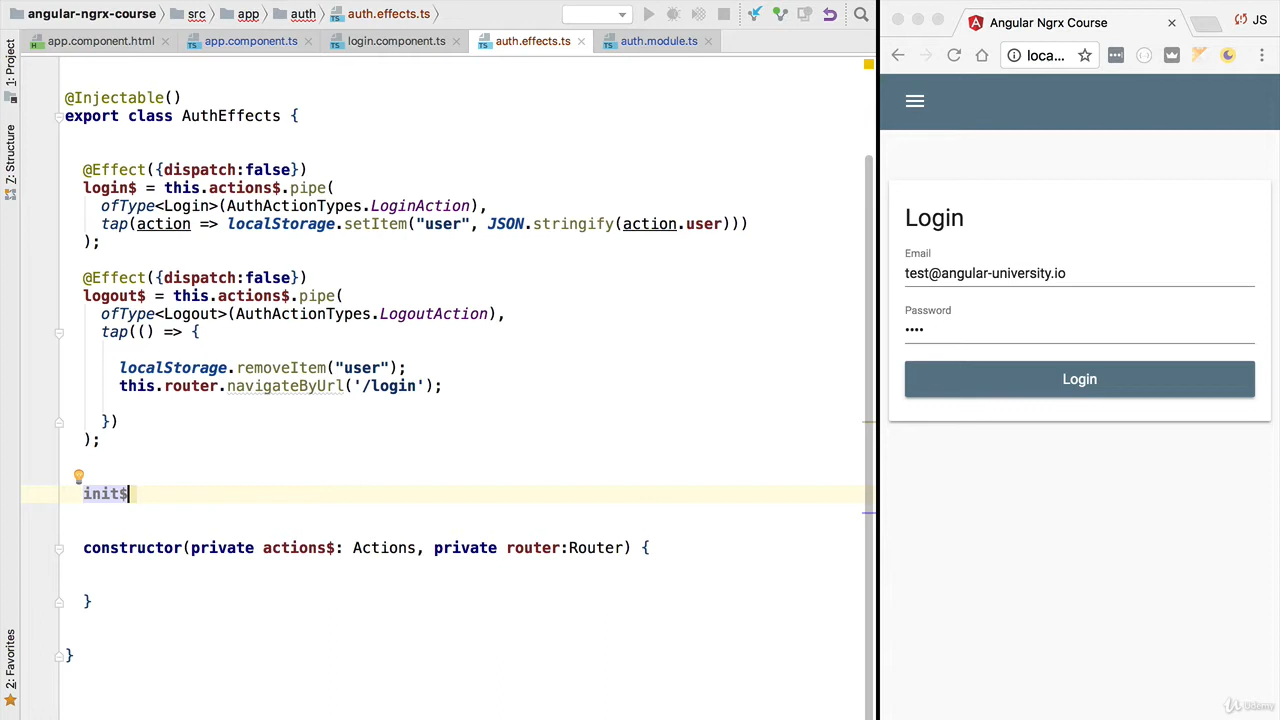 angular-ngrx-course
src
app
auth
auth.effects.ts
app.component.html
app.component.ts
login.component.ts
auth.effects.ts
auth.module.ts
1: Project
Z: Structure
2: Favorites
@Injectable()
export class AuthEffects {
@Effect({dispatch:false})
login$ = this.actions$.pipe(
ofType<Login>(AuthActionTypes.LoginAction),
tap(action => localStorage.setItem("user", JSON.stringify(action.user)))
);
@Effect({dispatch:false})
logout$ = this.actions$.pipe(
ofType<Logout>(AuthActionTypes.LogoutAction),
tap(() => {
localStorage.removeItem("user");
this.router.navigateByUrl('/login');
})
);
init$
constructor(private actions$: Actions, private router:Router) {
}
}
Angular Ngrx Course
JS
loca...
Login
Email
test@angular-university.io
Password
••••
Login
Udemy